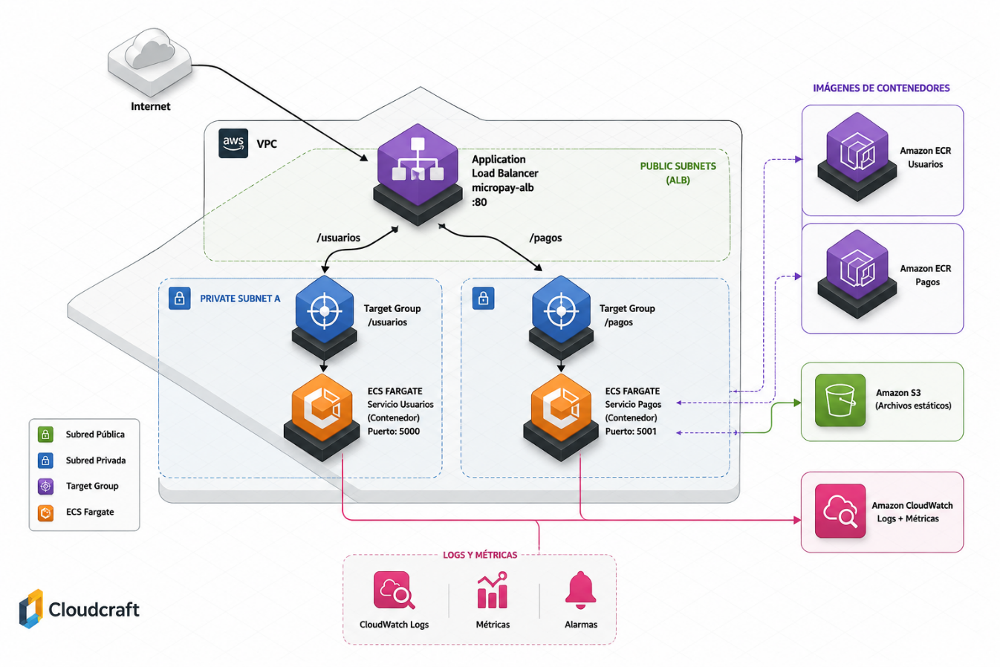 Internet
aws
VPC
Application
Load Balancer
micropay-alb
:80
PUBLIC SUBNETS
(ALB)
/usuarios
/pagos
PRIVATE SUBNET A
Target Group
/usuarios
Target Group
/pagos
ECS FARGATE
Servicio Usuarios
(Contenedor)
Puerto: 5000
ECS FARGATE
Servicio Pagos
(Contenedor)
Puerto: 5001
IMÁGENES DE CONTENEDORES
Amazon ECR
Usuarios
Amazon ECR
Pagos
Amazon S3
(Archivos estáticos)
Amazon CloudWatch
Logs + Métricas
Subred Pública
Subred Privada
Target Group
ECS Fargate
LOGS Y MÉTRICAS
CloudWatch Logs
Métricas
Alarmas
Cloudcraft